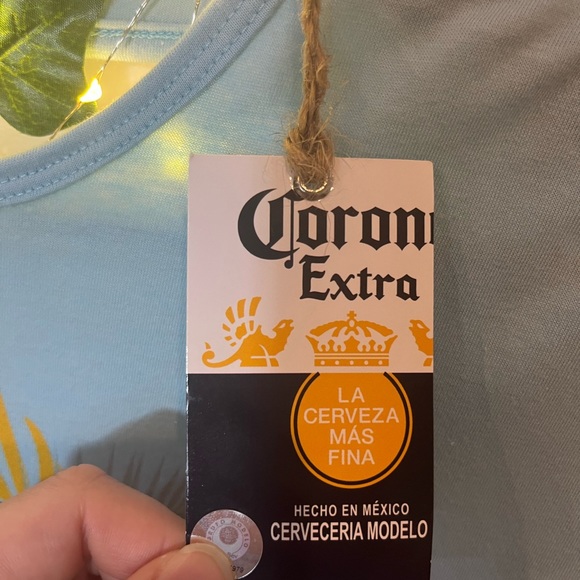 Coron
Extra
LA
CERVEZA
MÁS
FINA
HECHO EN MÉXICO
CERVECERIA MODELO